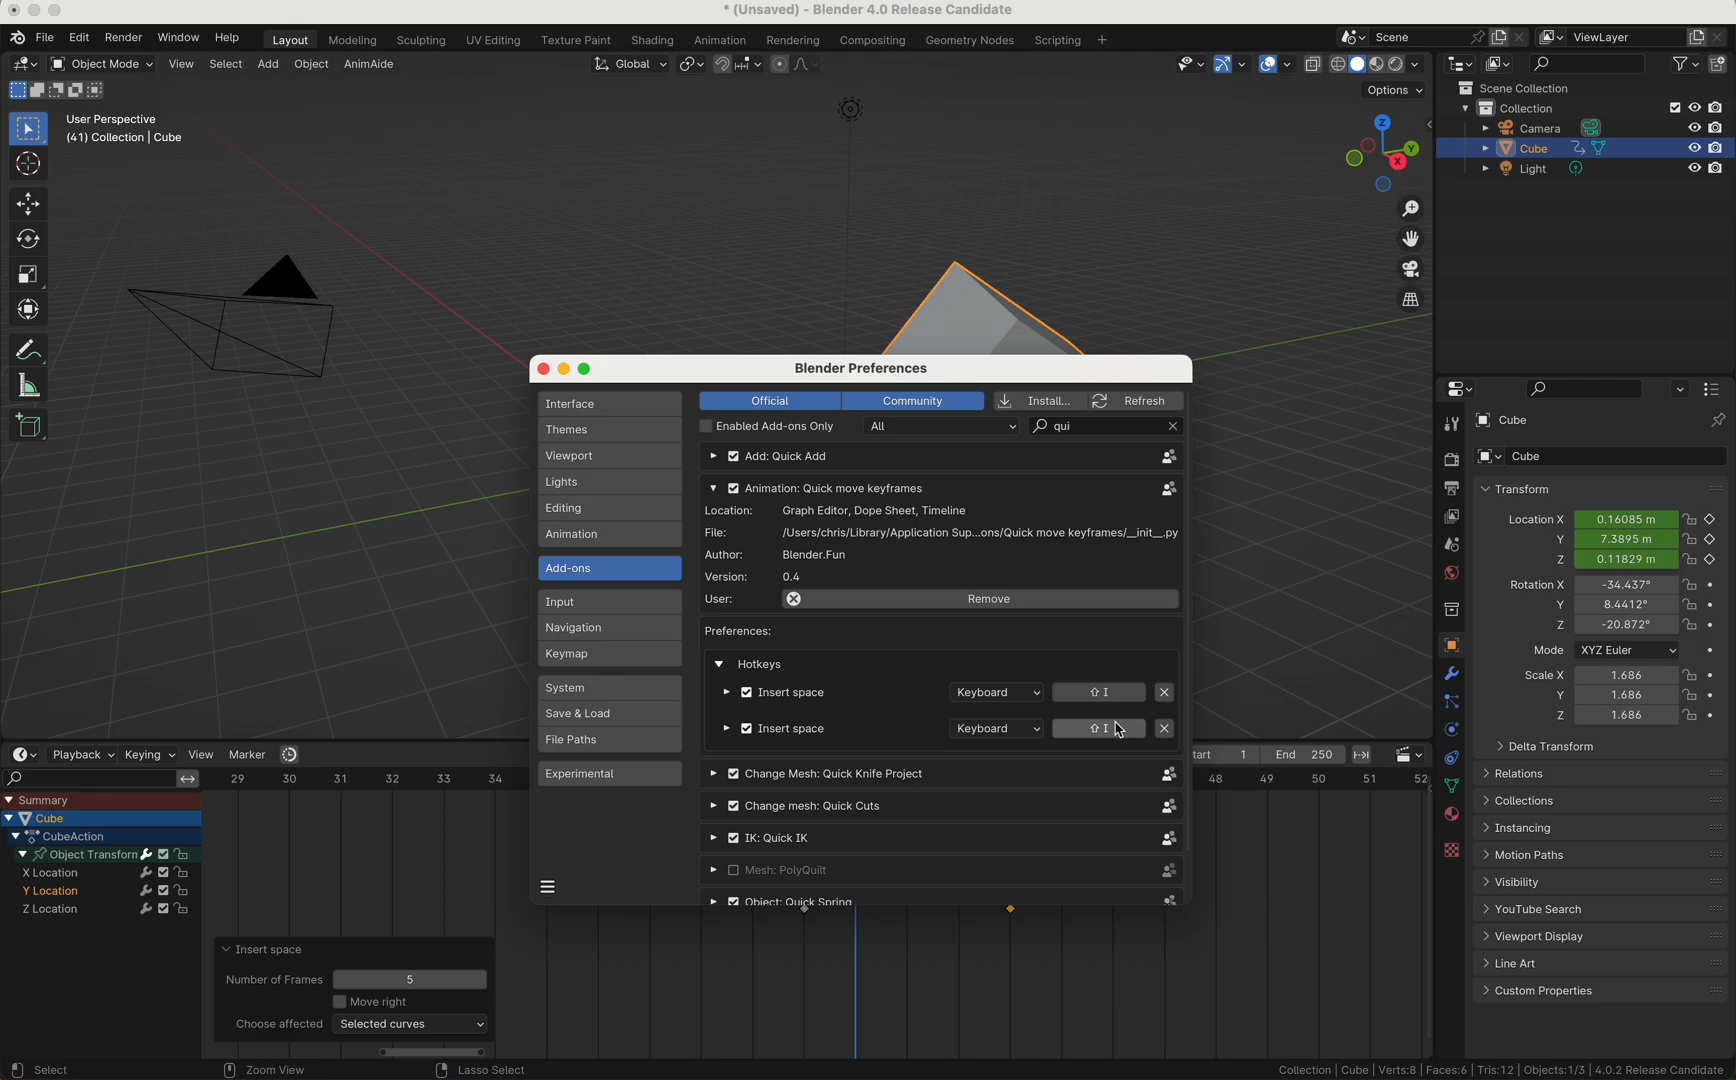 * (Unsaved) - Blender 4.0 Release Candidate
File Edit Render Window Help Layout Modeling Sculpting UV Editing Texture Paint Shading Animation Rendering Compositing Geometry Nodes Scripting + Scene ViewLayer
Object Mode View Select Add Object AnimAide Global
Options
User Perspective
(41) Collection | Cube
Z
Y
X
Scene Collection
Collection
Camera
Cube
Light
Blender Preferences
Interface
Themes
Viewport
Lights
Editing
Animation
Add-ons
Input
Navigation
Keymap
System
Save & Load
File Paths
Experimental
Official Community Install... Refresh
Enabled Add-ons Only All qui
Add: Quick Add
Animation: Quick move keyframes
Location: Graph Editor, Dope Sheet, Timeline
File: /Users/chris/Library/Application Sup...ons/Quick move keyframes/__init__.py
Author: Blender.Fun
Version: 0.4
User: Remove
Preferences:
Hotkeys
Insert space Keyboard ⇧ I
Insert space Keyboard ⇧ I
Change Mesh: Quick Knife Project
Change mesh: Quick Cuts
IK: Quick IK
Mesh: PolyQuilt
Object: Quick Spring
Cube
Cube
Transform
Location X 0.16085 m
Y 7.3895 m
Z 0.11829 m
Rotation X -34.437°
Y 8.4412°
Z -20.872°
Mode XYZ Euler
Scale X 1.686
Y 1.686
Z 1.686
Delta Transform
Relations
Collections
Instancing
Motion Paths
Visibility
YouTube Search
Viewport Display
Line Art
Custom Properties
Playback Keying View Marker tart 1 End 250
29 30 31 32 33 34 48 49 50 51 52
Summary
Cube
CubeAction
Object Transforn
X Location
Y Location
Z Location
Insert space
Number of Frames 5
Move right
Choose affected Selected curves
Select Zoom View Lasso Select Collection | Cube | Verts:8 | Faces:6 | Tris:12 | Objects:1/3 | 4.0.2 Release Candidate